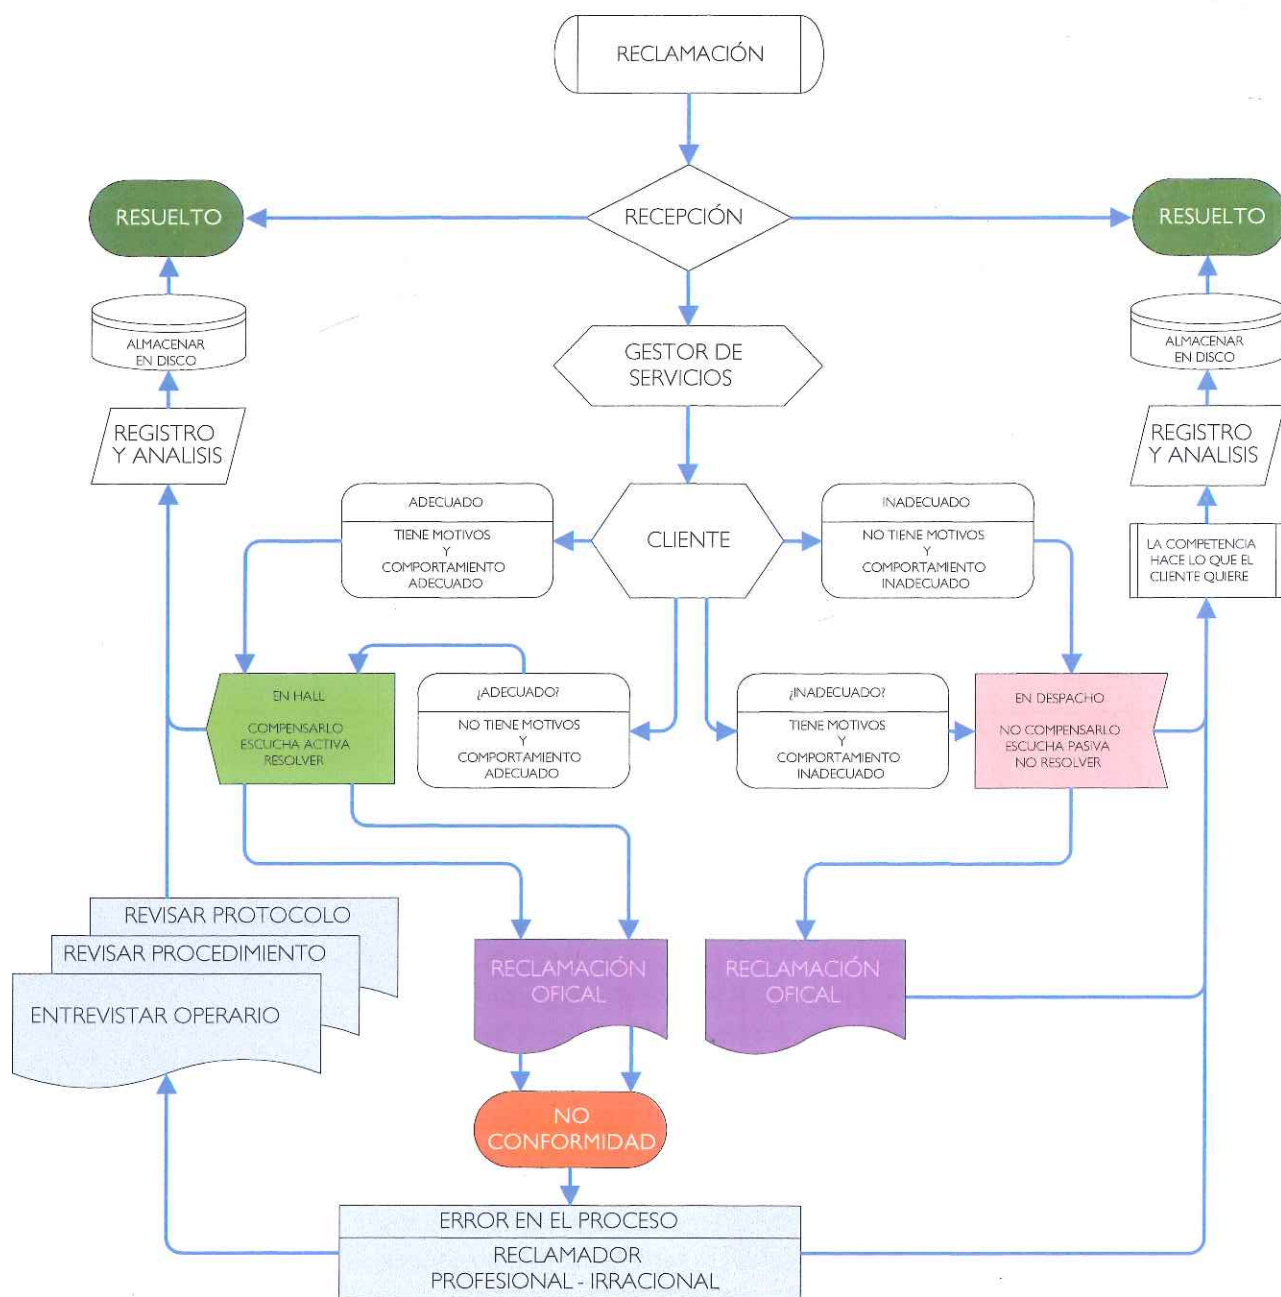 RECLAMACIÓN
RESUELTO
RECEPCIÓN
RESUELTO
ALMACENAR
EN DISCO
GESTOR DE
SERVICIOS
ALMACENAR
EN DISCO
REGISTRO
Y ANALISIS
REGISTRO
Y ANALISIS
ADECUADO
TIENE MOTIVOS
Y
COMPORTAMIENTO
ADECUADO
CLIENTE
INADECUADO
NO TIENE MOTIVOS
Y
COMPORTAMIENTO
INADECUADO
LA COMPETENCIA
HACE LO QUE EL
CLIENTE QUIERE
EN HALL
COMPENSARLO
ESCUCHA ACTIVA
RESOLVER
¿ADECUADO?
NO TIENE MOTIVOS
Y
COMPORTAMIENTO
ADECUADO
¿INADECUADO?
TIENE MOTIVOS
Y
COMPORTAMIENTO
INADECUADO
EN DESPACHO
NO COMPENSARLO
ESCUCHA PASIVA
NO RESOLVER
REVISAR PROTOCOLO
REVISAR PROCEDIMIENTO
ENTREVISTAR OPERARIO
RECLAMACIÓN
OFICAL
RECLAMACIÓN
OFICAL
NO
CONFORMIDAD
ERROR EN EL PROCESO
RECLAMADOR
PROFESIONAL - IRRACIONAL